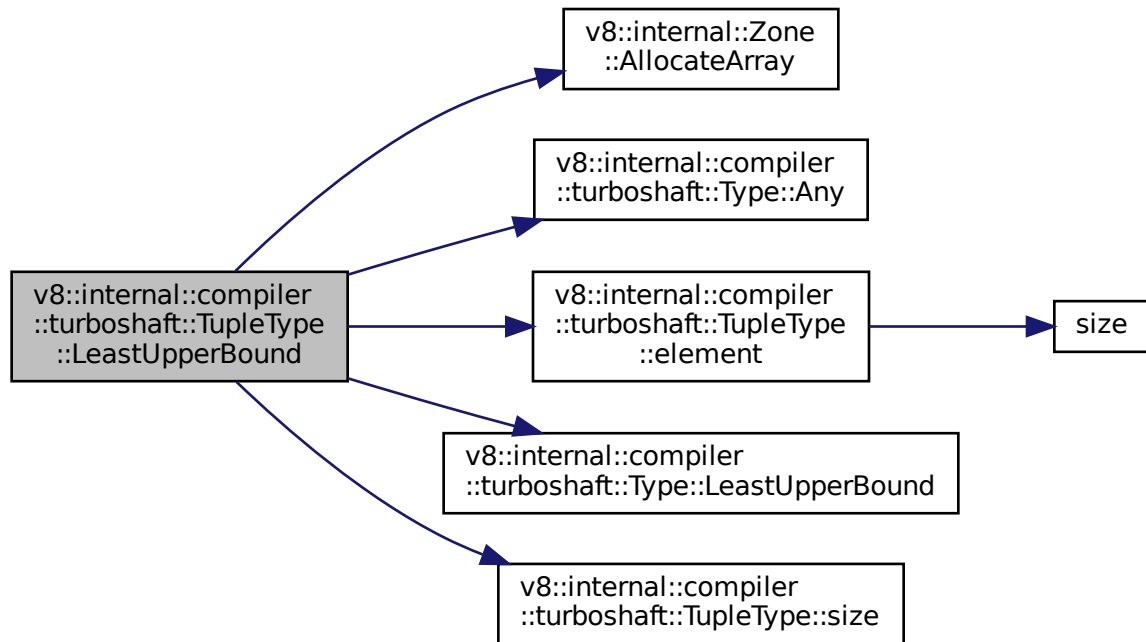 v8::internal::Zone
::AllocateArray
v8::internal::compiler
::turboshaft::Type::Any
v8::internal::compiler
::turboshaft::TupleType
::LeastUpperBound
v8::internal::compiler
::turboshaft::TupleType
::element
size
v8::internal::compiler
::turboshaft::Type::LeastUpperBound
v8::internal::compiler
::turboshaft::TupleType::size